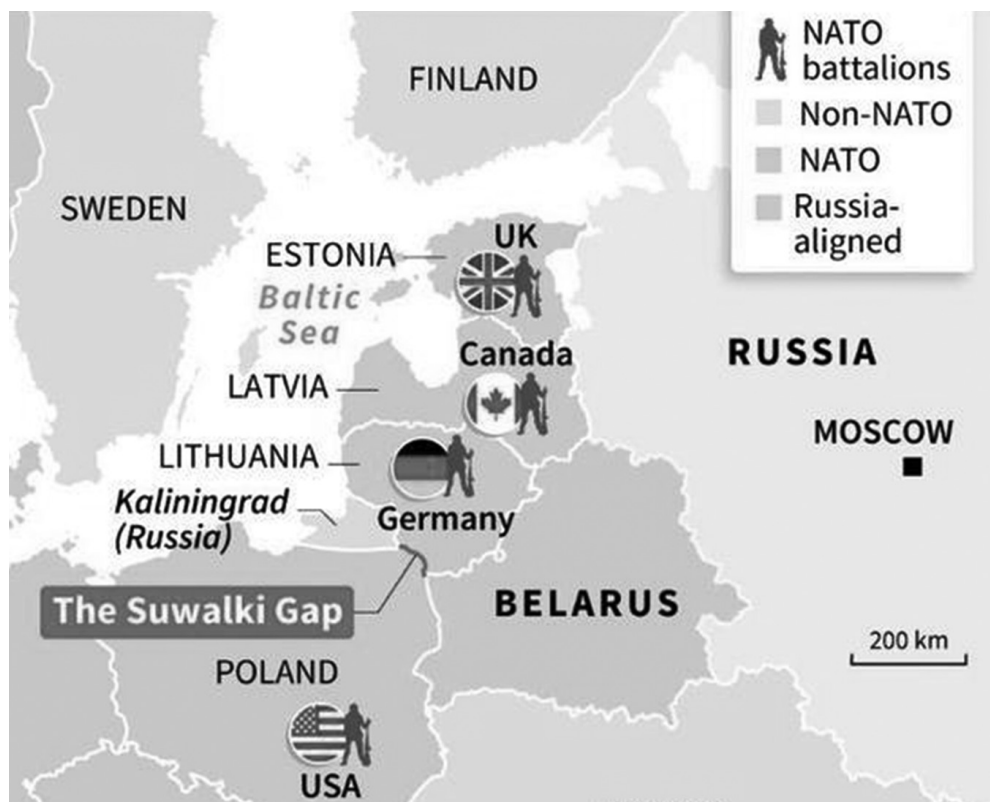 NATO
battalions
Non-NATO
NATO
Russia-
aligned
FINLAND
SWEDEN
UK
ESTONIA
Baltic
Sea
Canada
RUSSIA
LATVIA
MOSCOW
LITHUANIA
Kaliningrad
(Russia)
Germany
The Suwalki Gap
BELARUS
200 km
POLAND
USA